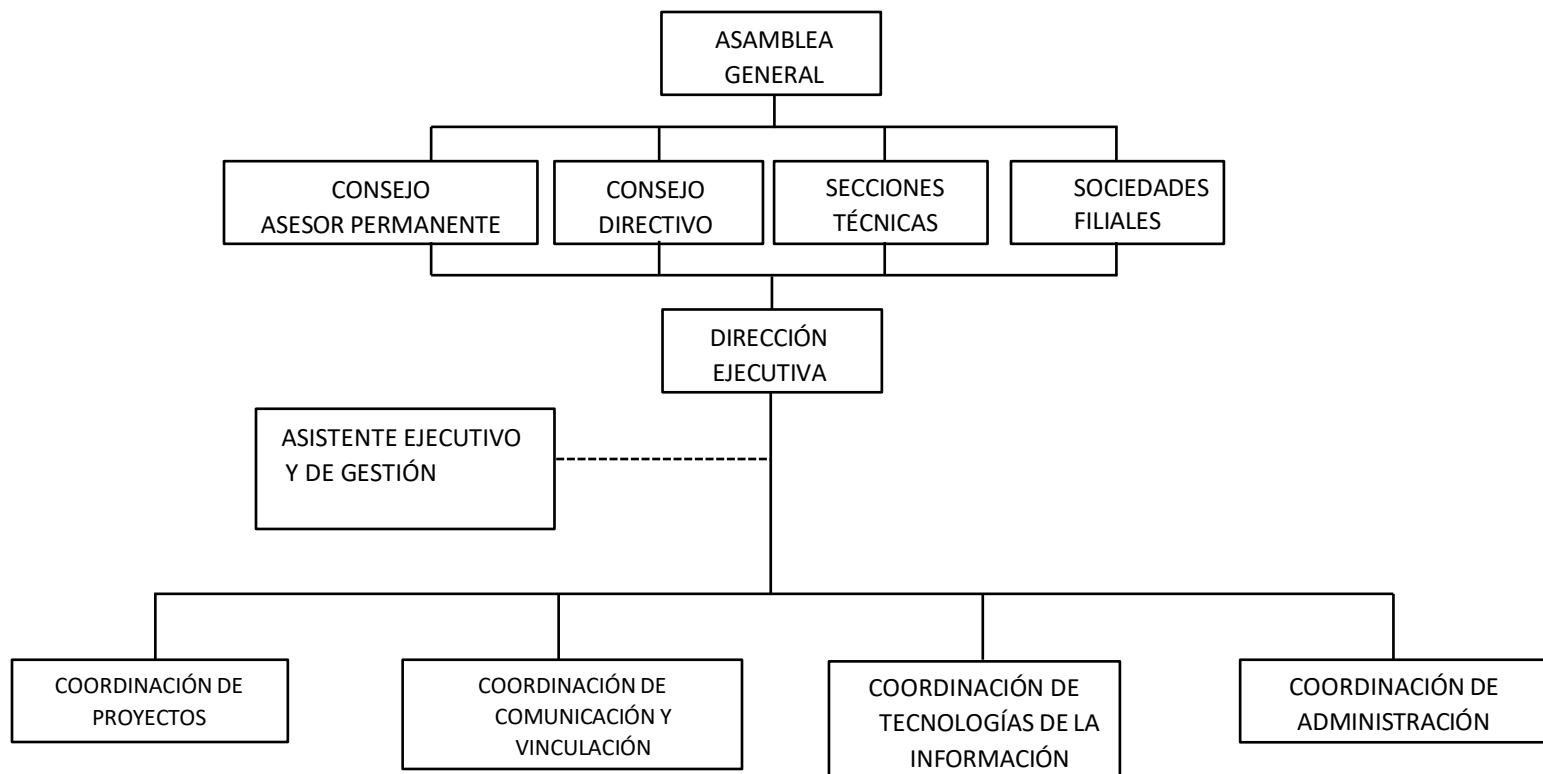 ASAMBLEA
GENERAL
CONSEJO
ASESOR PERMANENTE
CONSEJO
DIRECTIVO
SECCIONES
TÉCNICAS
SOCIEDADES
FILIALES
DIRECCIÓN
EJECUTIVA
ASISTENTE EJECUTIVO
Y DE GESTIÓN
COORDINACIÓN DE
PROYECTOS
COORDINACIÓN DE
COMUNICACIÓN Y
VINCULACIÓN
COORDINACIÓN DE
TECNOLOGÍAS DE LA
INFORMACIÓN
COORDINACIÓN DE
ADMINISTRACIÓN